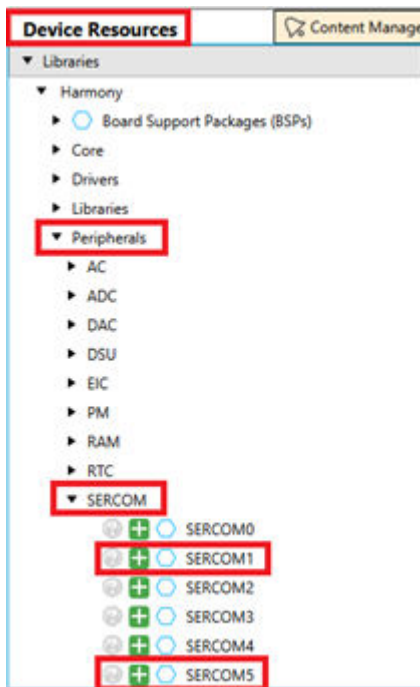 Device Resources
Content Manage
Libraries
Harmony
Board Support Packages (BSPs)
Core
Drivers
Libraries
Peripherals
AC
ADC
DAC
DSU
EIC
PM
RAM
RTC
SERCOM
SERCOM0
SERCOM1
SERCOM2
SERCOM3
SERCOM4
SERCOM5